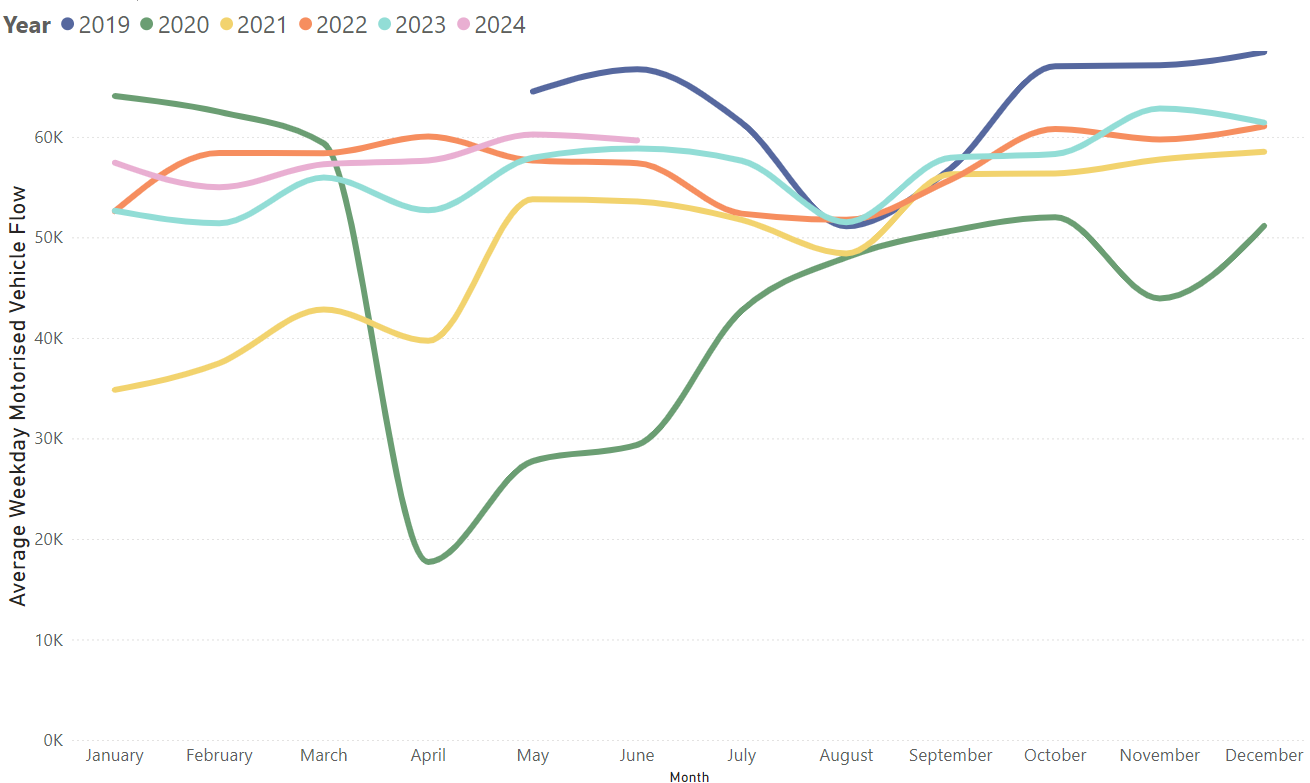 Year 2019 2020 2021 2022 2023 2024
Average Weekday Motorised Vehicle Flow
60K
50K
40K
30K
20K
10K
0K
January February March April May June July August September October November December
Month